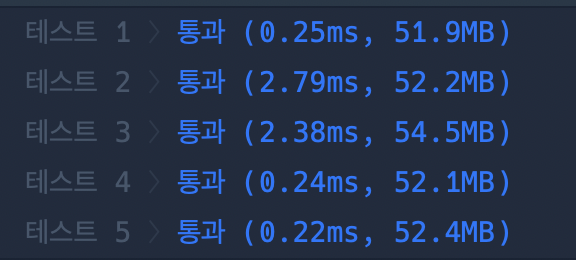 테스트 1 > 통과 (0.25ms, 51.9MB)
테스트 2 > 통과 (2.79ms, 52.2MB)
테스트 3 > 통과 (2.38ms, 54.5MB)
테스트 4 > 통과 (0.24ms, 52.1MB)
테스트 5 > 통과 (0.22ms, 52.4MB)